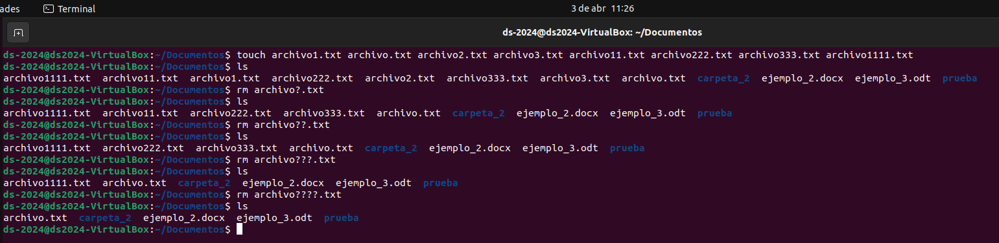 ades Terminal 3 de abr 11:26
ds-2024@ds2024-VirtualBox: ~/Documentos
ds-2024@ds2024-VirtualBox:~/Documentos$ touch archivo1.txt archivo.txt archivo2.txt archivo3.txt archivo11.txt archivo222.txt archivo333.txt archivo1111.txt
ds-2024@ds2024-VirtualBox:~/Documentos$ ls
archivo1111.txt archivo11.txt archivo1.txt archivo222.txt archivo2.txt archivo333.txt archivo3.txt archivo.txt carpeta_2 ejemplo_2.docx ejemplo_3.odt prueba
ds-2024@ds2024-VirtualBox:~/Documentos$ rm archivo?.txt
ds-2024@ds2024-VirtualBox:~/Documentos$ ls
archivo1111.txt archivo11.txt archivo222.txt archivo333.txt archivo.txt carpeta_2 ejemplo_2.docx ejemplo_3.odt prueba
ds-2024@ds2024-VirtualBox:~/Documentos$ rm archivo??.txt
ds-2024@ds2024-VirtualBox:~/Documentos$ ls
archivo1111.txt archivo222.txt archivo333.txt archivo.txt carpeta_2 ejemplo_2.docx ejemplo_3.odt prueba
ds-2024@ds2024-VirtualBox:~/Documentos$ rm archivo???.txt
ds-2024@ds2024-VirtualBox:~/Documentos$ ls
archivo1111.txt archivo.txt carpeta_2 ejemplo_2.docx ejemplo_3.odt prueba
ds-2024@ds2024-VirtualBox:~/Documentos$ rm archivo????.txt
ds-2024@ds2024-VirtualBox:~/Documentos$ ls
archivo.txt carpeta_2 ejemplo_2.docx ejemplo_3.odt prueba
ds-2024@ds2024-VirtualBox:~/Documentos$